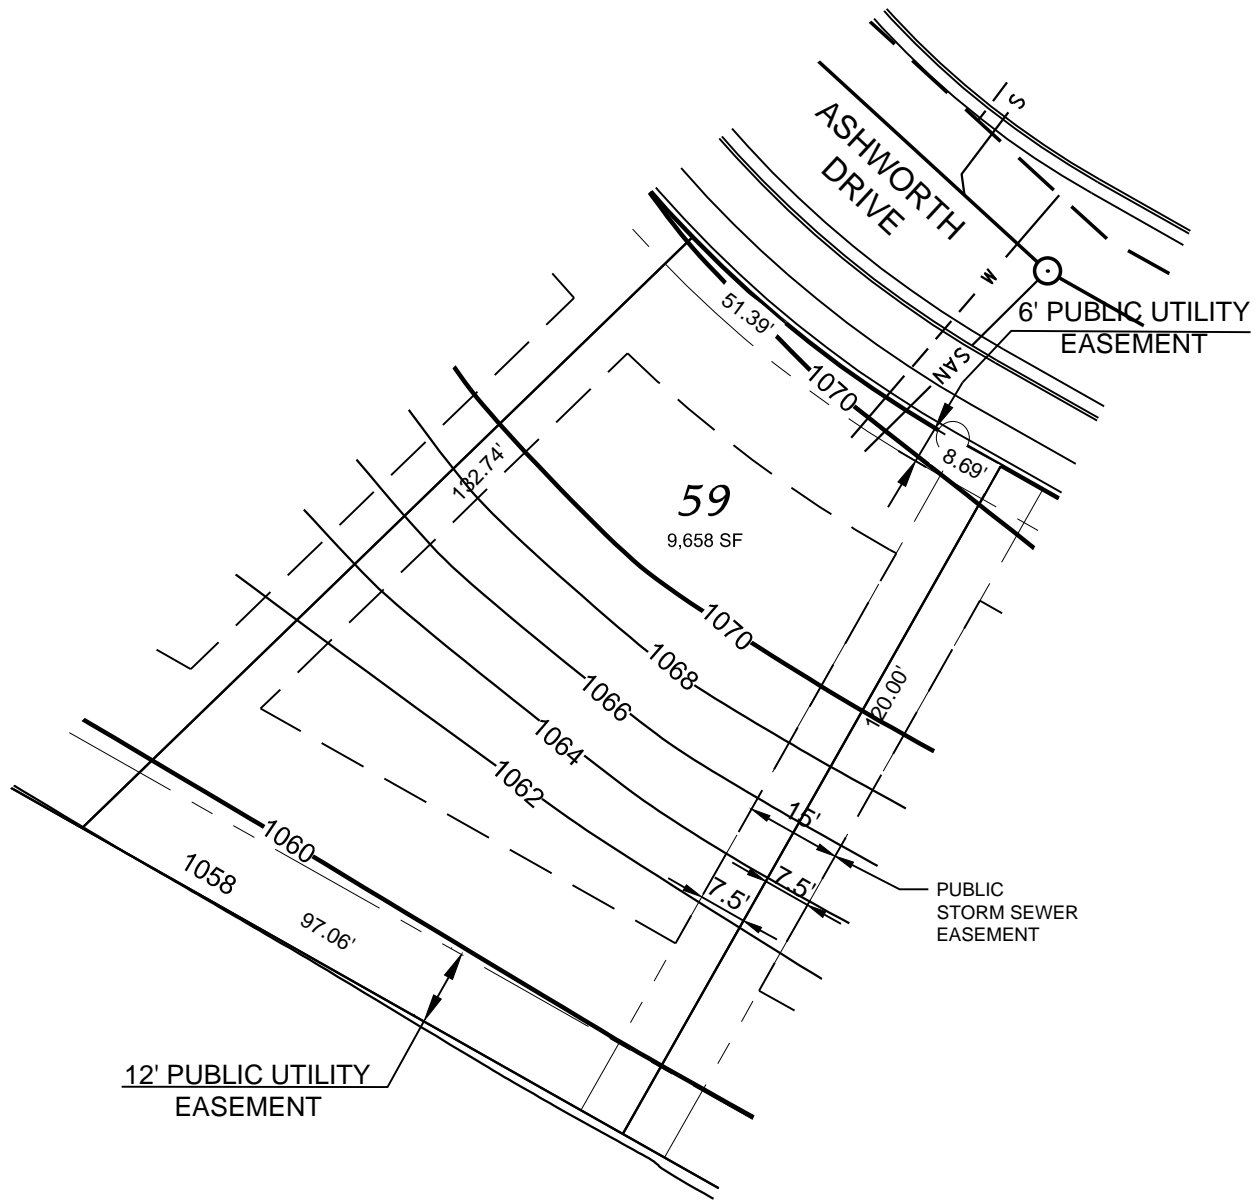 S
ASHWORTH
DRIVE
W
6' PUBLIC UTILITY
EASEMENT
51.39'
SAN
1070
8.69'
132.74'
59
9,658 SF
1070
1068
120.00'
1066
1064
1062
15'
1060
7.5'
7.5'
1058
PUBLIC
STORM SEWER
EASEMENT
97.06'
12' PUBLIC UTILITY
EASEMENT